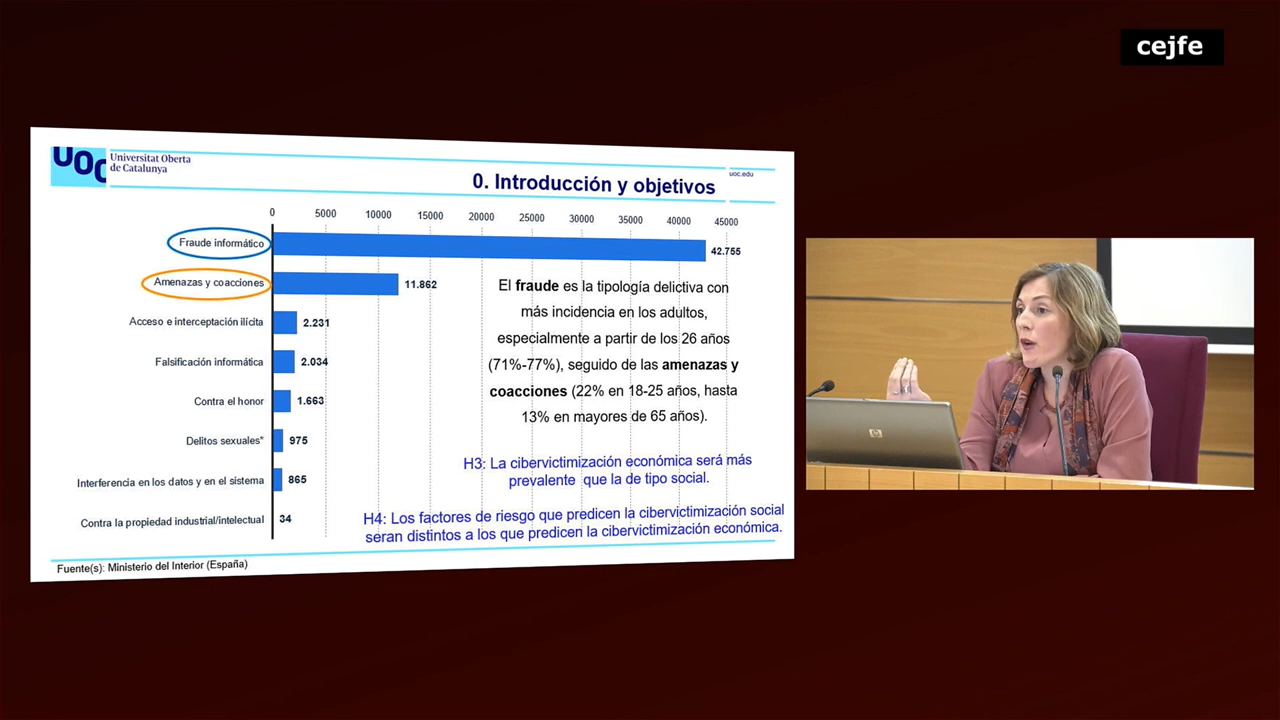 cejfe
UOC
Universitat Oberta
de Catalunya
uoc.edu
0. Introducción y objetivos
0 5000 10000 15000 20000 25000 30000 35000 40000 45000
Fraude informático 42.755
Amenazas y coacciones 11.862
Acceso e interceptación ilícita 2.231
Falsificación informática 2.034
Contra el honor 1.663
Delitos sexuales* 975
Interferencia en los datos y en el sistema 865
Contra la propiedad industrial/intelectual 34
El fraude es la tipología delictiva con
más incidencia en los adultos,
especialmente a partir de los 26 años
(71%-77%), seguido de las amenazas y
coacciones (22% en 18-25 años, hasta
13% en mayores de 65 años).
H3: La cibervictimización económica será más
prevalente que la de tipo social.
H4: Los factores de riesgo que predicen la cibervictimización social
seran distintos a los que predicen la cibervictimización económica.
Fuente(s): Ministerio del Interior (España)
hp